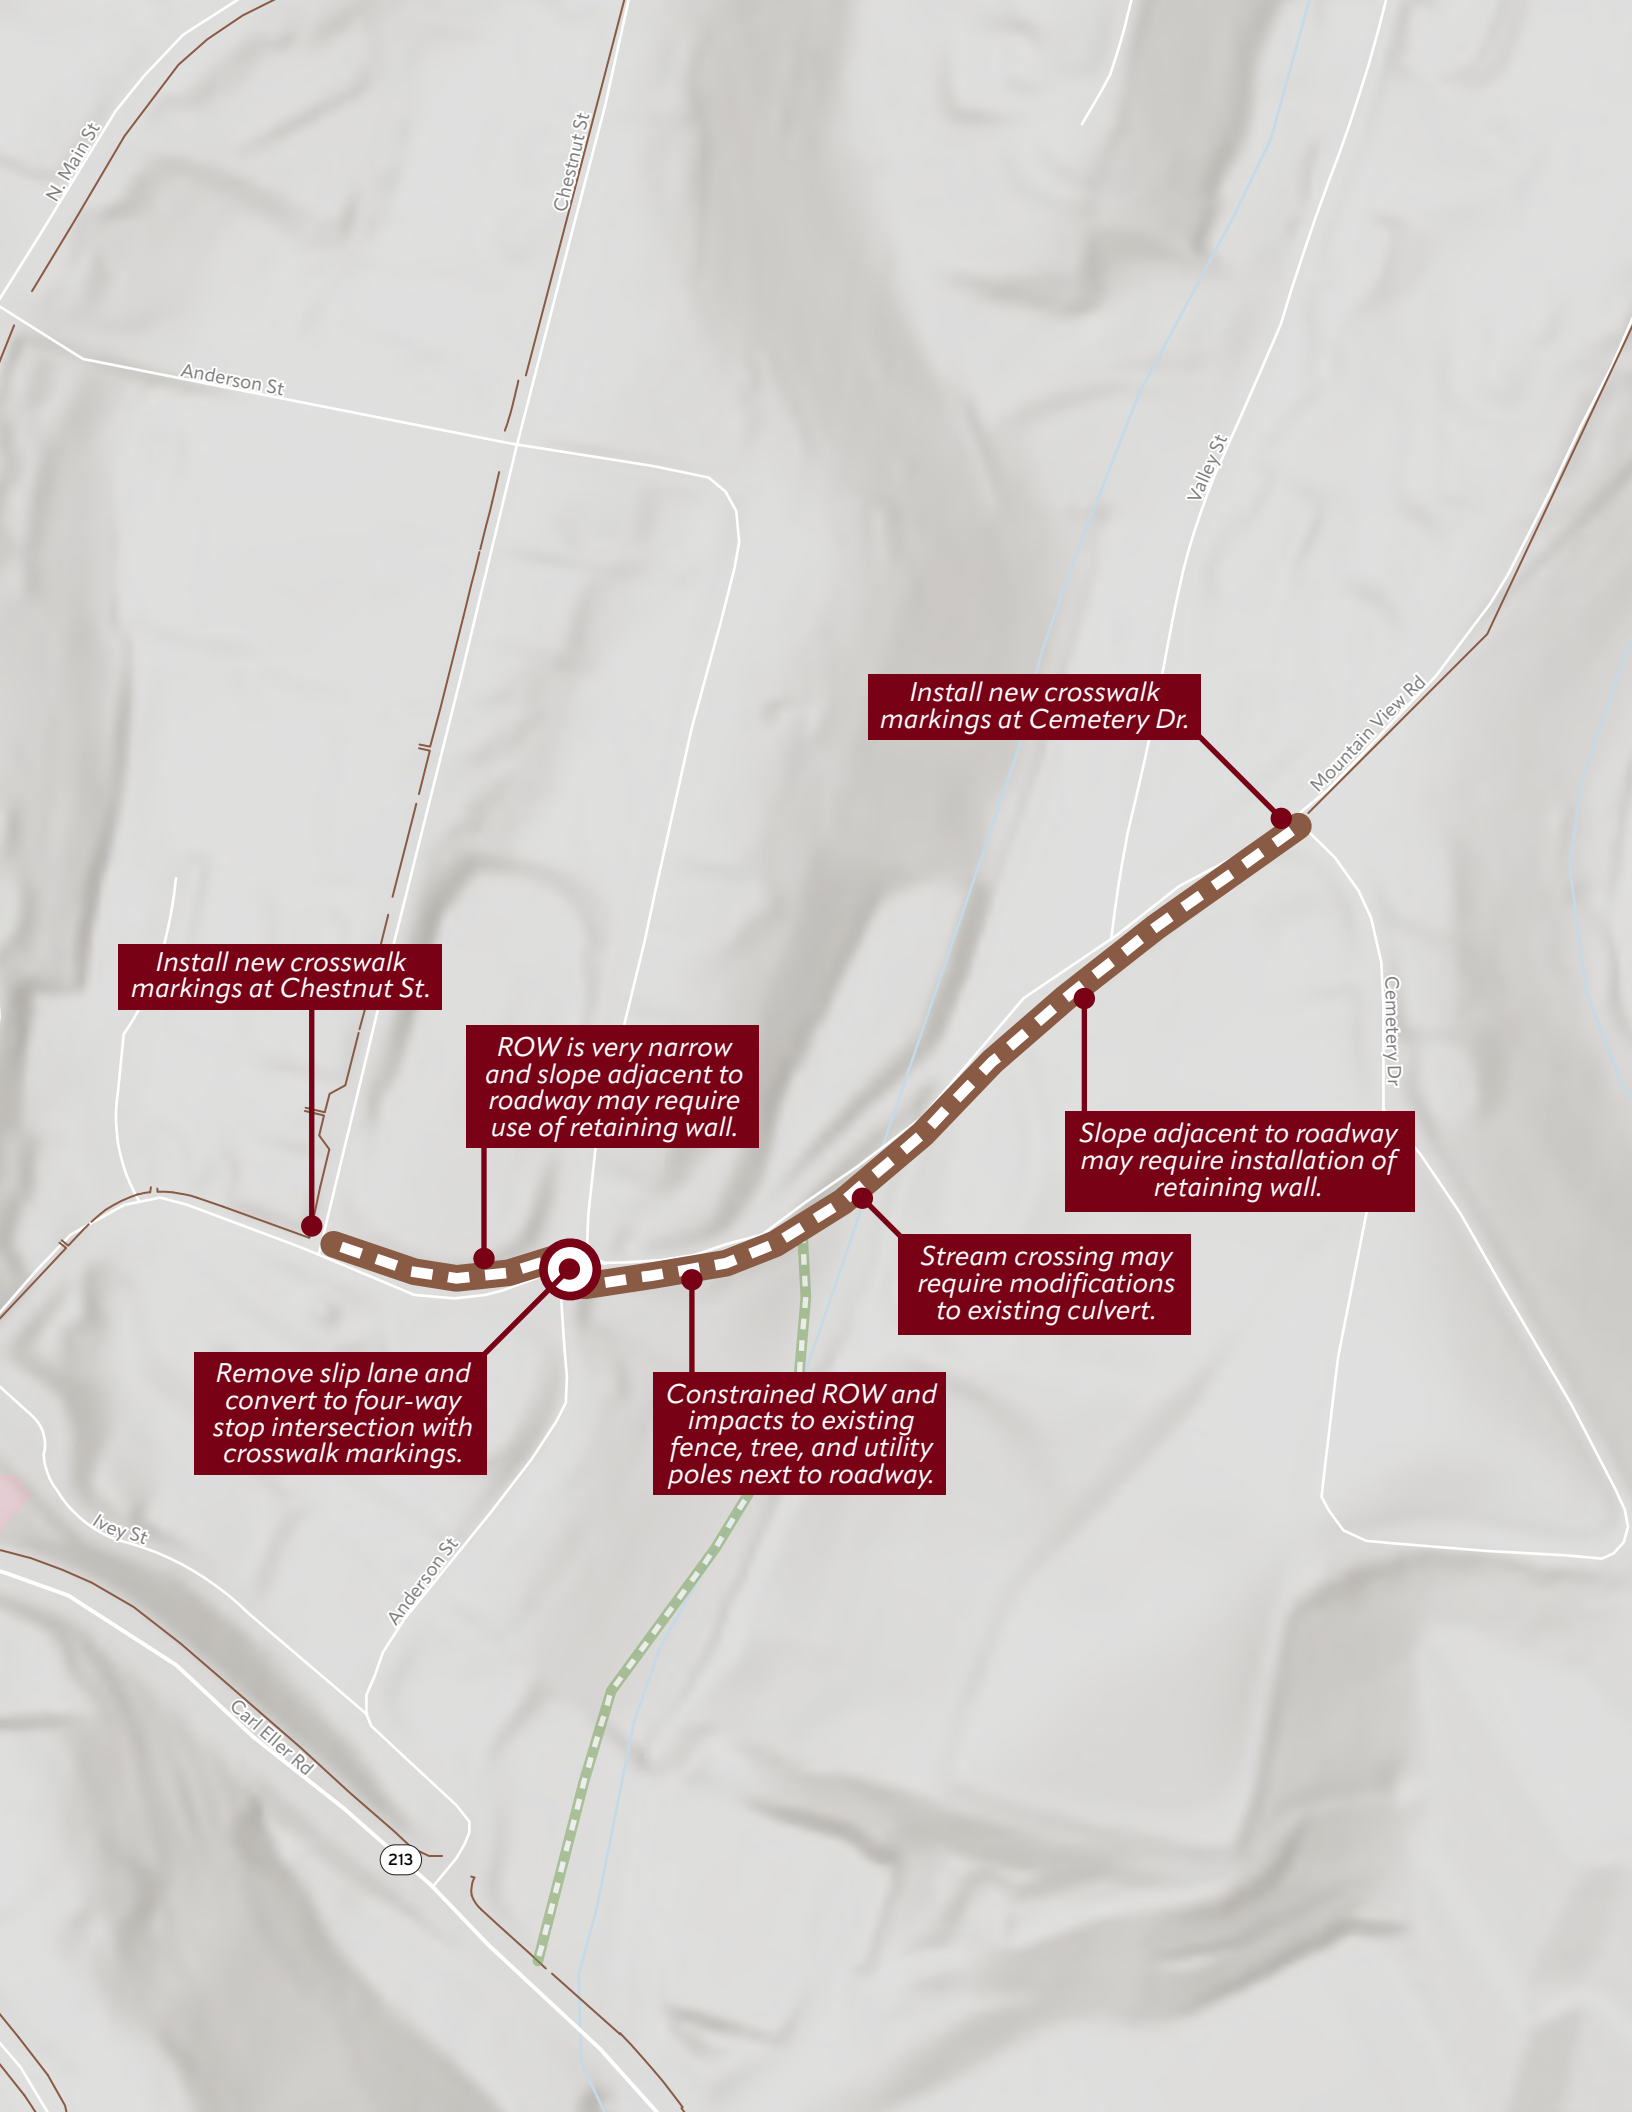 N. Main St
Chestnut St
Anderson St
Valley St
Install new crosswalk
markings at Cemetery Dr.
Mountain View Rd
Install new crosswalk
markings at Chestnut St.
Cemetery Dr
ROW is very narrow
and slope adjacent to
roadway may require
use of retaining wall.
Slope adjacent to roadway
may require installation of
retaining wall.
Stream crossing may
require modifications
to existing culvert.
Remove slip lane and
convert to four-way
stop intersection with
crosswalk markings.
Constrained ROW and
impacts to existing
fence, tree, and utility
poles next to roadway.
Ivey St
Anderson St
Carl Eller Rd
213